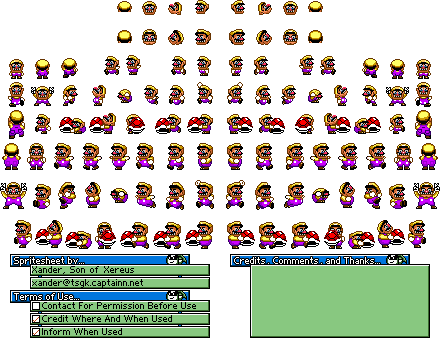 Spritesheet by...
Xander, Son of Xereus
xander@tsgk.captainn.net
Terms of Use...
Contact For Permission Before Use
Credit Where And When Used
Inform When Used
Credits, Comments, and Thanks...